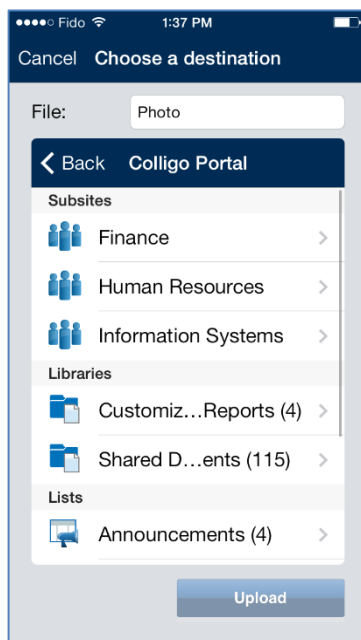 Fido 1:37 PM
Cancel Choose a destination
File: Photo
Back Colligo Portal
Subsites
Finance
Human Resources
Information Systems
Libraries
Customiz...Reports (4)
Shared D...ents (115)
Lists
Announcements (4)
Upload